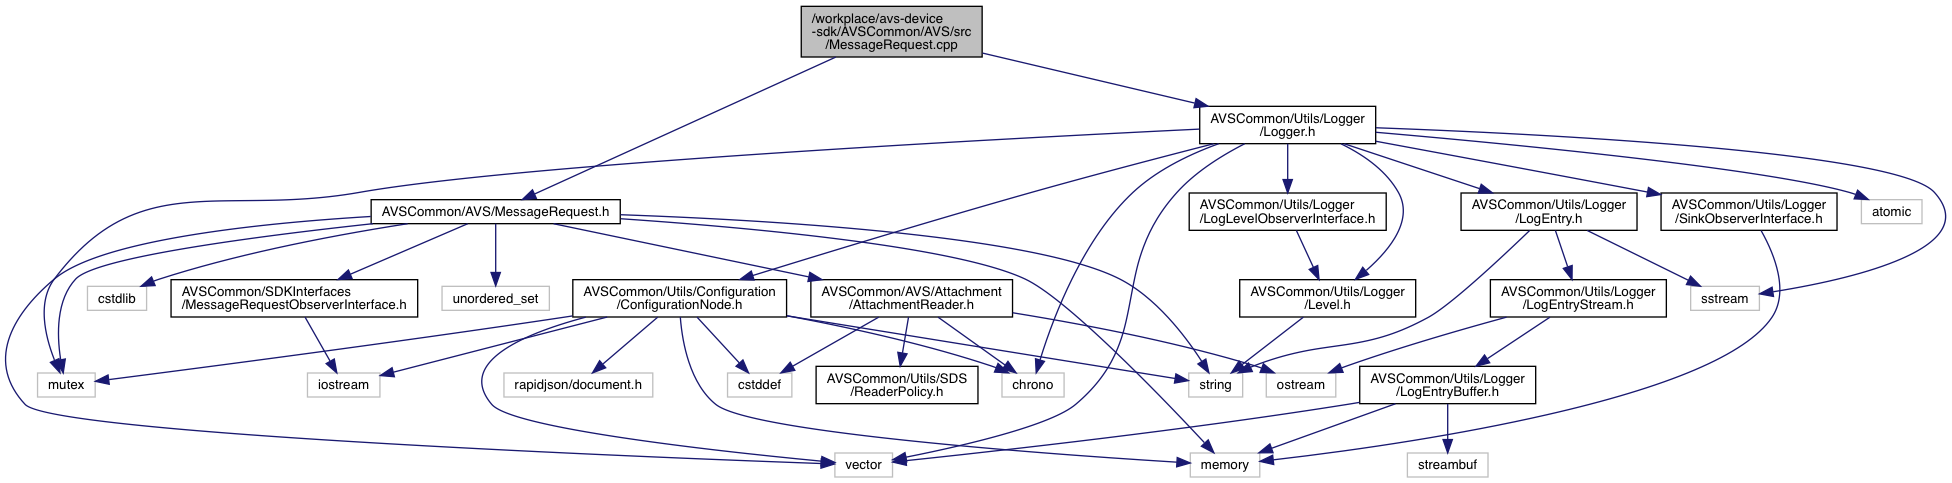 /workplace/avs-device
-sdk/AVSCommon/AVS/src
/MessageRequest.cpp
AVSCommon/Utils/Logger
/Logger.h
AVSCommon/AVS/MessageRequest.h
AVSCommon/Utils/Logger
/LogLevelObserverInterface.h
AVSCommon/Utils/Logger
/LogEntry.h
AVSCommon/Utils/Logger
/SinkObserverInterface.h
atomic
cstdlib
AVSCommon/SDKInterfaces
/MessageRequestObserverInterface.h
unordered_set
AVSCommon/Utils/Configuration
/ConfigurationNode.h
AVSCommon/AVS/Attachment
/AttachmentReader.h
AVSCommon/Utils/Logger
/Level.h
AVSCommon/Utils/Logger
/LogEntryStream.h
sstream
mutex
iostream
rapidjson/document.h
cstddef
AVSCommon/Utils/SDS
/ReaderPolicy.h
chrono
string
ostream
AVSCommon/Utils/Logger
/LogEntryBuffer.h
vector
memory
streambuf